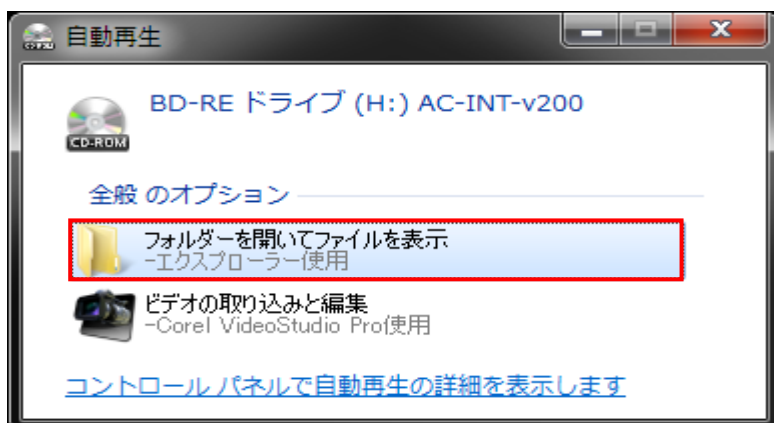 自動再生
BD-RE ドライブ (H:) AC-INT-v200
CD-ROM
全般 のオプション
フォルダーを開いてファイルを表示
-エクスプローラー使用
ビデオの取り込みと編集
-Corel VideoStudio Pro使用
コントロール パネルで自動再生の詳細を表示します